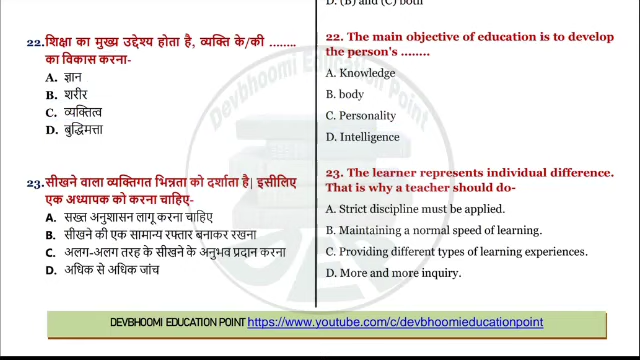 22.शिक्षा का मुख्य उद्देश्य होता है, व्यक्ति के/की ........
का विकास करना-
A. ज्ञान
B. शरीर
C. व्यक्तित्व
D. बुद्धिमत्ता
23.सीखने वाला व्यक्तिगत भिन्नता को दर्शाता है| इसीलिए
एक अध्यापक को करना चाहिए-
A. सख्त अनुशासन लागू करना चाहिए
B. सीखने की एक सामान्य रफ्तार बनाकर रखना
C. अलग-अलग तरह के सीखने के अनुभव प्रदान करना
D. अधिक से अधिक जांच
D. (B) and (C) both
22. The main objective of education is to develop
the person's ........
A. Knowledge
B. body
C. Personality
D. Intelligence
23. The learner represents individual difference.
That is why a teacher should do-
A. Strict discipline must be applied.
B. Maintaining a normal speed of learning.
C. Providing different types of learning experiences.
D. More and more inquiry.
Devbhoomi Education Point
DEP
DEVBHOOMI EDUCATION POINT https://www.youtube.com/c/devbhoomieducationpoint